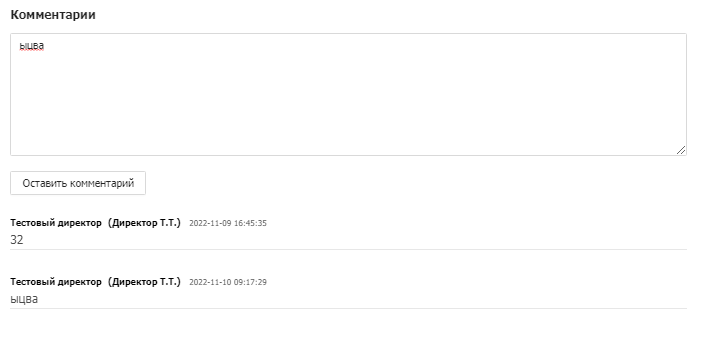 Комментарии
ыцва
Оставить комментарий
Тестовый директор (Директор Т.Т.) 2022-11-09 16:45:35
32
Тестовый директор (Директор Т.Т.) 2022-11-10 09:17:29
ыцва